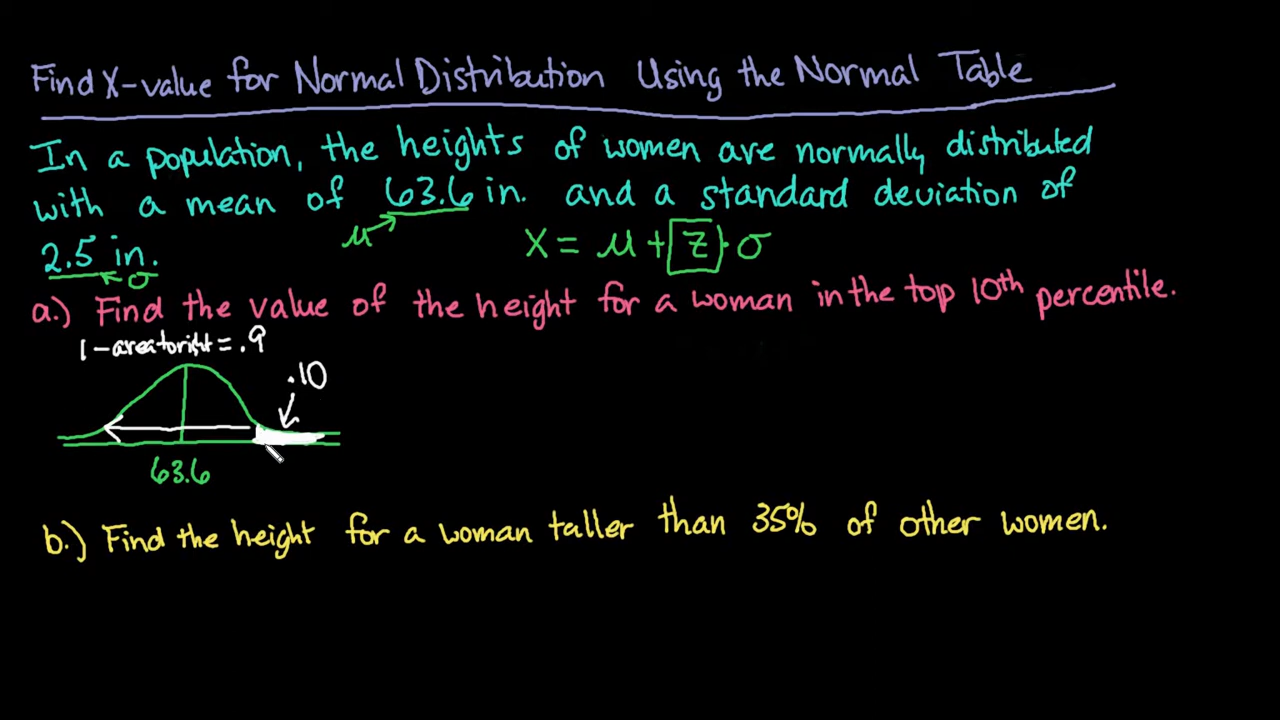 Find X-value for Normal Distribution Using the Normal Table
In a population, the heights of women are normally distributed
with a mean of 63.6 in. and a standard deviation of
μ
X = μ + z · σ
2.5 in.
σ
a.) Find the value of the height for a woman in the top 10th percentile.
1 - area to right = .9
.10
63.6
b.) Find the height for a woman taller than 35% of other women.